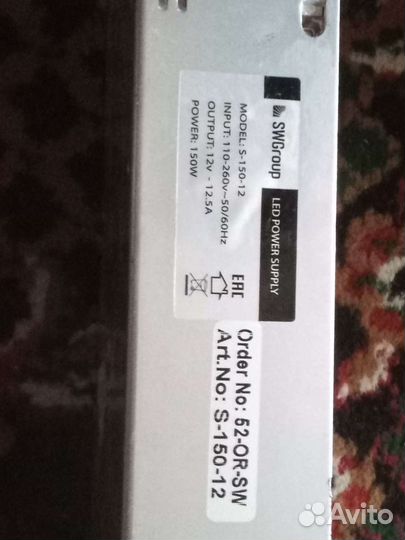 SWGroup
LED POWER SUPPLY
MODEL: S-150-12
INPUT: 110-260v~50/60Hz
OUTPUT: 12v - 12.5A
POWER: 150W
EAC
Order No: 52-OR-SW
Art.No: S-150-12
Avito